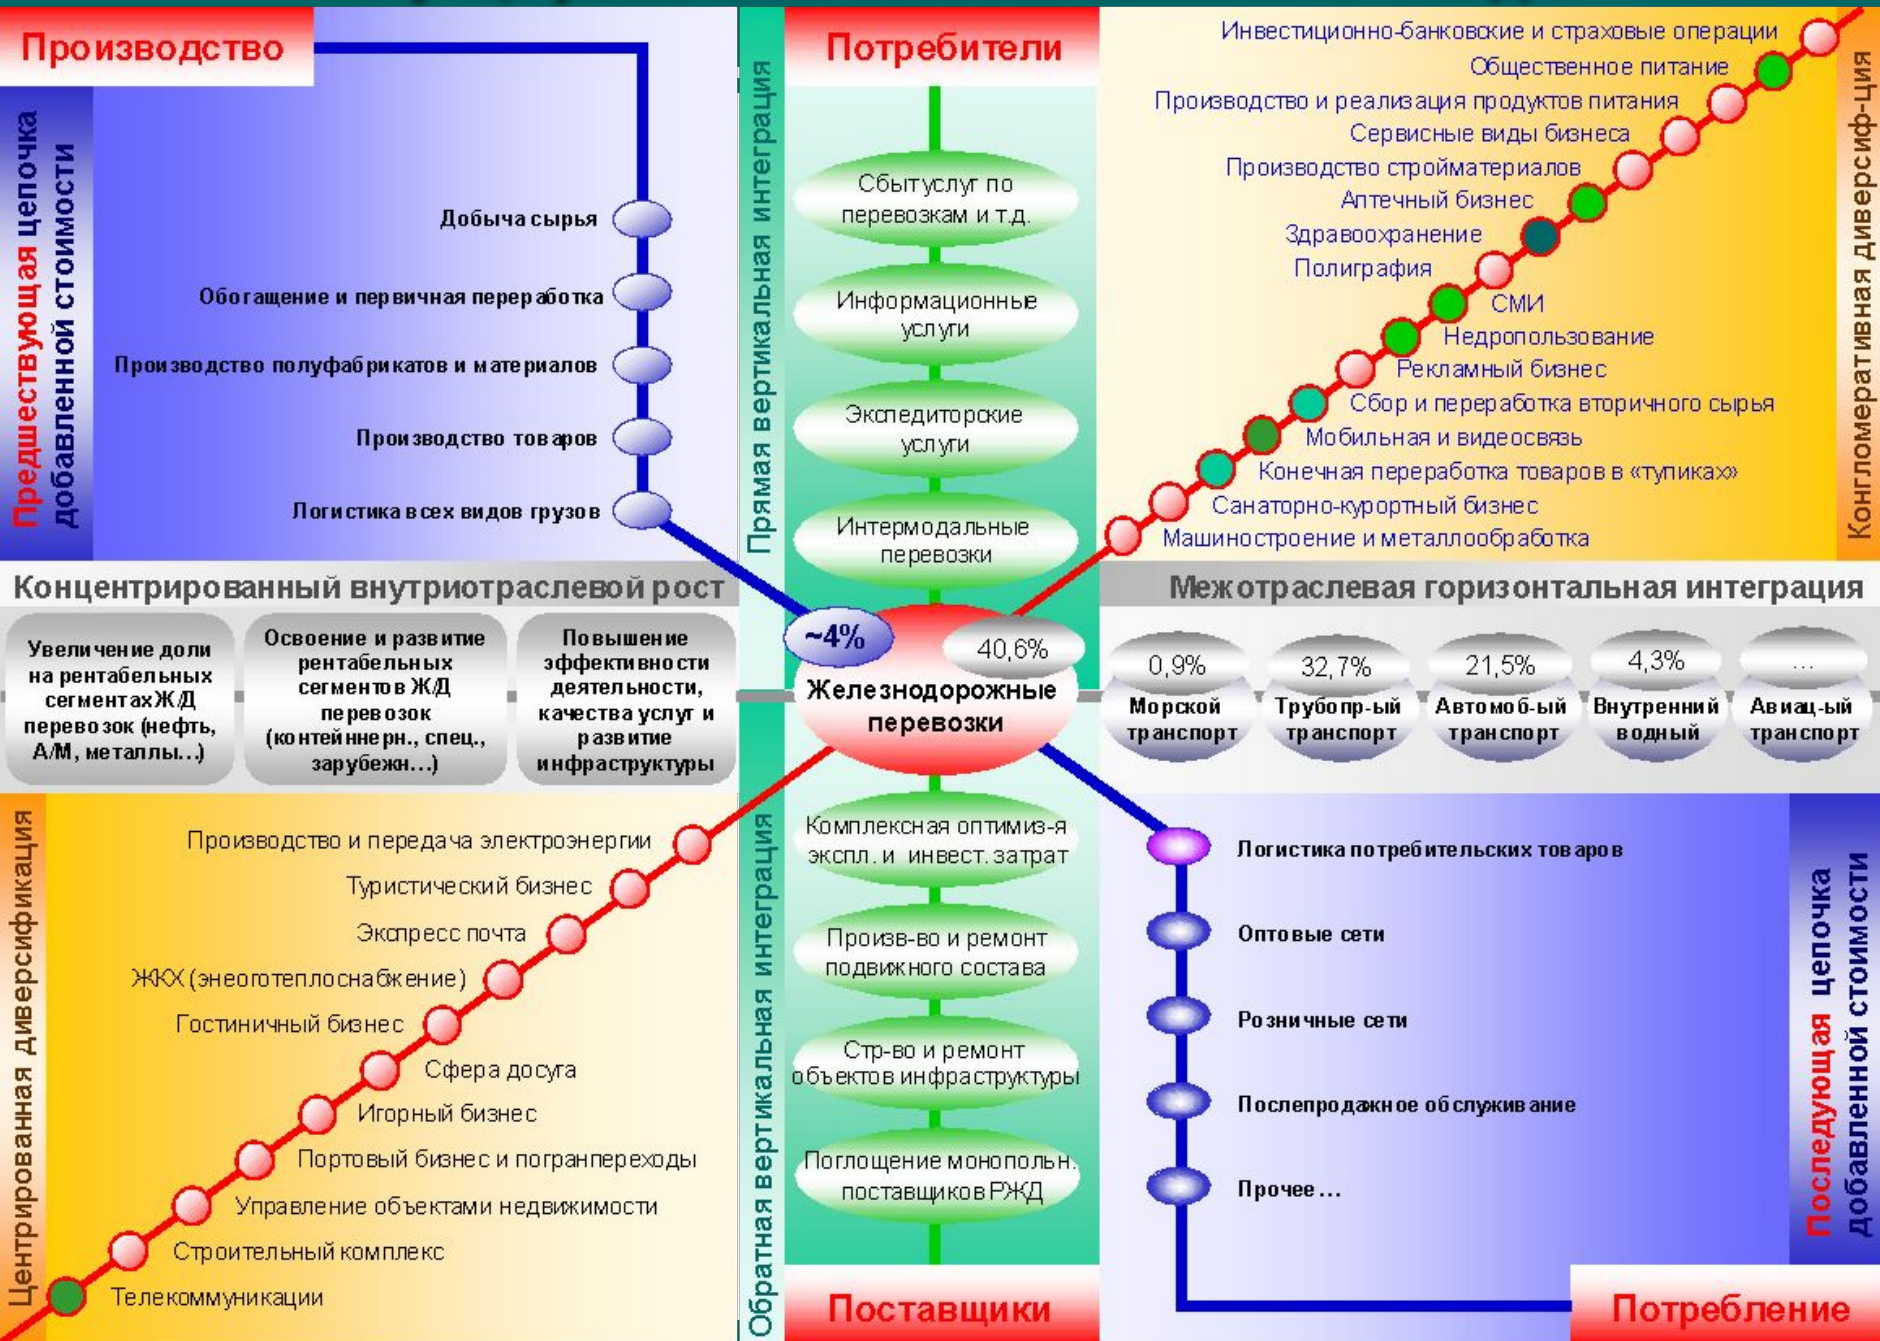 Производство
Предшествующая цепочка
добавленной стоимости
Добыча сырья
Обогащение и первичная переработка
Производство полуфабрикатов и материалов
Производство товаров
Логистика всех видов грузов
Прямая вертикальная интеграция
Потребители
Сбыт услуг по
перевозкам и т.д.
Информационные
услуги
Экспедиторские
услуги
Интермодальные
перевозки
Инвестиционно-банковские и страховые операции
Общественное питание
Производство и реализация продуктов питания
Сервисные виды бизнеса
Производство стройматериалов
Аптечный бизнес
Здравоохранение
Полиграфия
СМИ
Недропользование
Рекламный бизнес
Сбор и переработка вторичного сырья
Мобильная и видеосвязь
Конечная переработка товаров в «тупиках»
Санаторно-курортный бизнес
Машиностроение и металлообработка
Конгломеративная диверсиф-ция
Концентрированный внутриотраслевой рост
Увеличение доли
на рентабельных
сегментах Ж/Д
перевозок (нефть,
А/М, металлы...)
Освоение и развитие
рентабельных
сегментов Ж/Д
перевозок
(контейннерн., спец.,
зарубежн...)
Повышение
эффективности
деятельности,
качества услуг и
развитие
инфраструктуры
~4%
40,6%
Железнодорожные
перевозки
Межотраслевая горизонтальная интеграция
0,9%
Морской
транспорт
32,7%
Трубопр-ый
транспорт
21,5%
Автомоб-ый
транспорт
4,3%
Внутренний
водный
...
Авиац-ый
транспорт
Центрированная диверсификация
Производство и передача электроэнергии
Туристический бизнес
Экспресс почта
ЖКХ (энеоготеплоснабжение)
Гостиничный бизнес
Сфера досуга
Игорный бизнес
Портовый бизнес и погранпереходы
Управление объектами недвижимости
Строительный комплекс
Телекоммуникации
Обратная вертикальная интеграция
Комплексная оптимиз-я
экспл. и инвест. затрат
Произв-во и ремонт
подвижного состава
Стр-во и ремонт
объектов инфраструктуры
Поглощение монопольн.
поставщиков РЖД
Поставщики
Логистика потребительских товаров
Оптовые сети
Розничные сети
Послепродажное обслуживание
Прочее...
Последующая цепочка
добавленной стоимости
Потребление